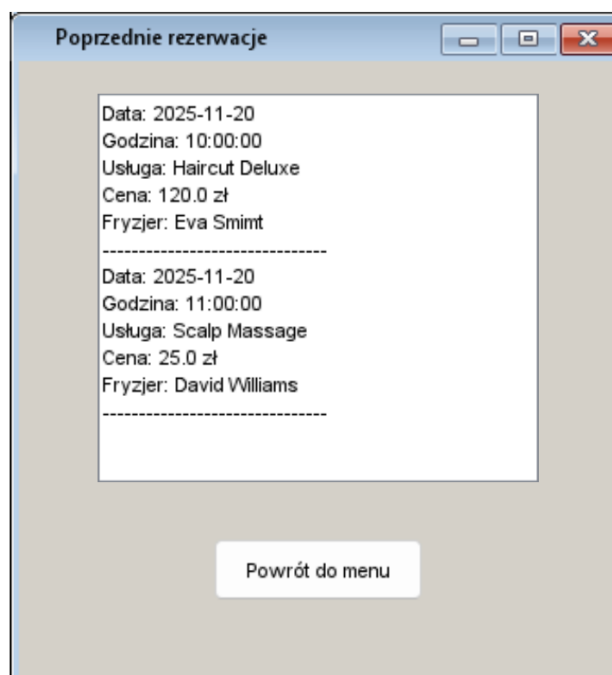 Poprzednie rezerwacje
Data: 2025-11-20
Godzina: 10:00:00
Usługa: Haircut Deluxe
Cena: 120.0 zł
Fryzjer: Eva Smimt
-------------------------------
Data: 2025-11-20
Godzina: 11:00:00
Usługa: Scalp Massage
Cena: 25.0 zł
Fryzjer: David Williams
-------------------------------
Powrót do menu